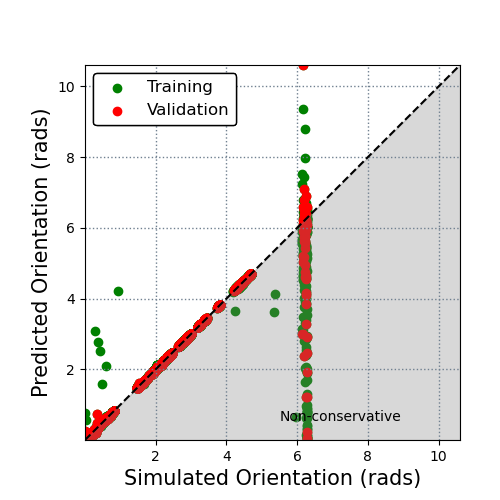 Training
Validation
Predicted Orientation (rads)
10
8
6
4
2
Non-conservative
2 4 6 8 10
Simulated Orientation (rads)